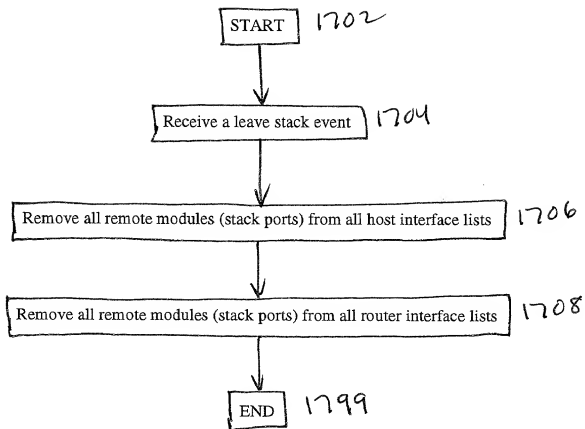 START 1702
Receive a leave stack event 1704
Remove all remote modules (stack ports) from all host interface lists 1706
Remove all remote modules (stack ports) from all router interface lists 1708
END 1799